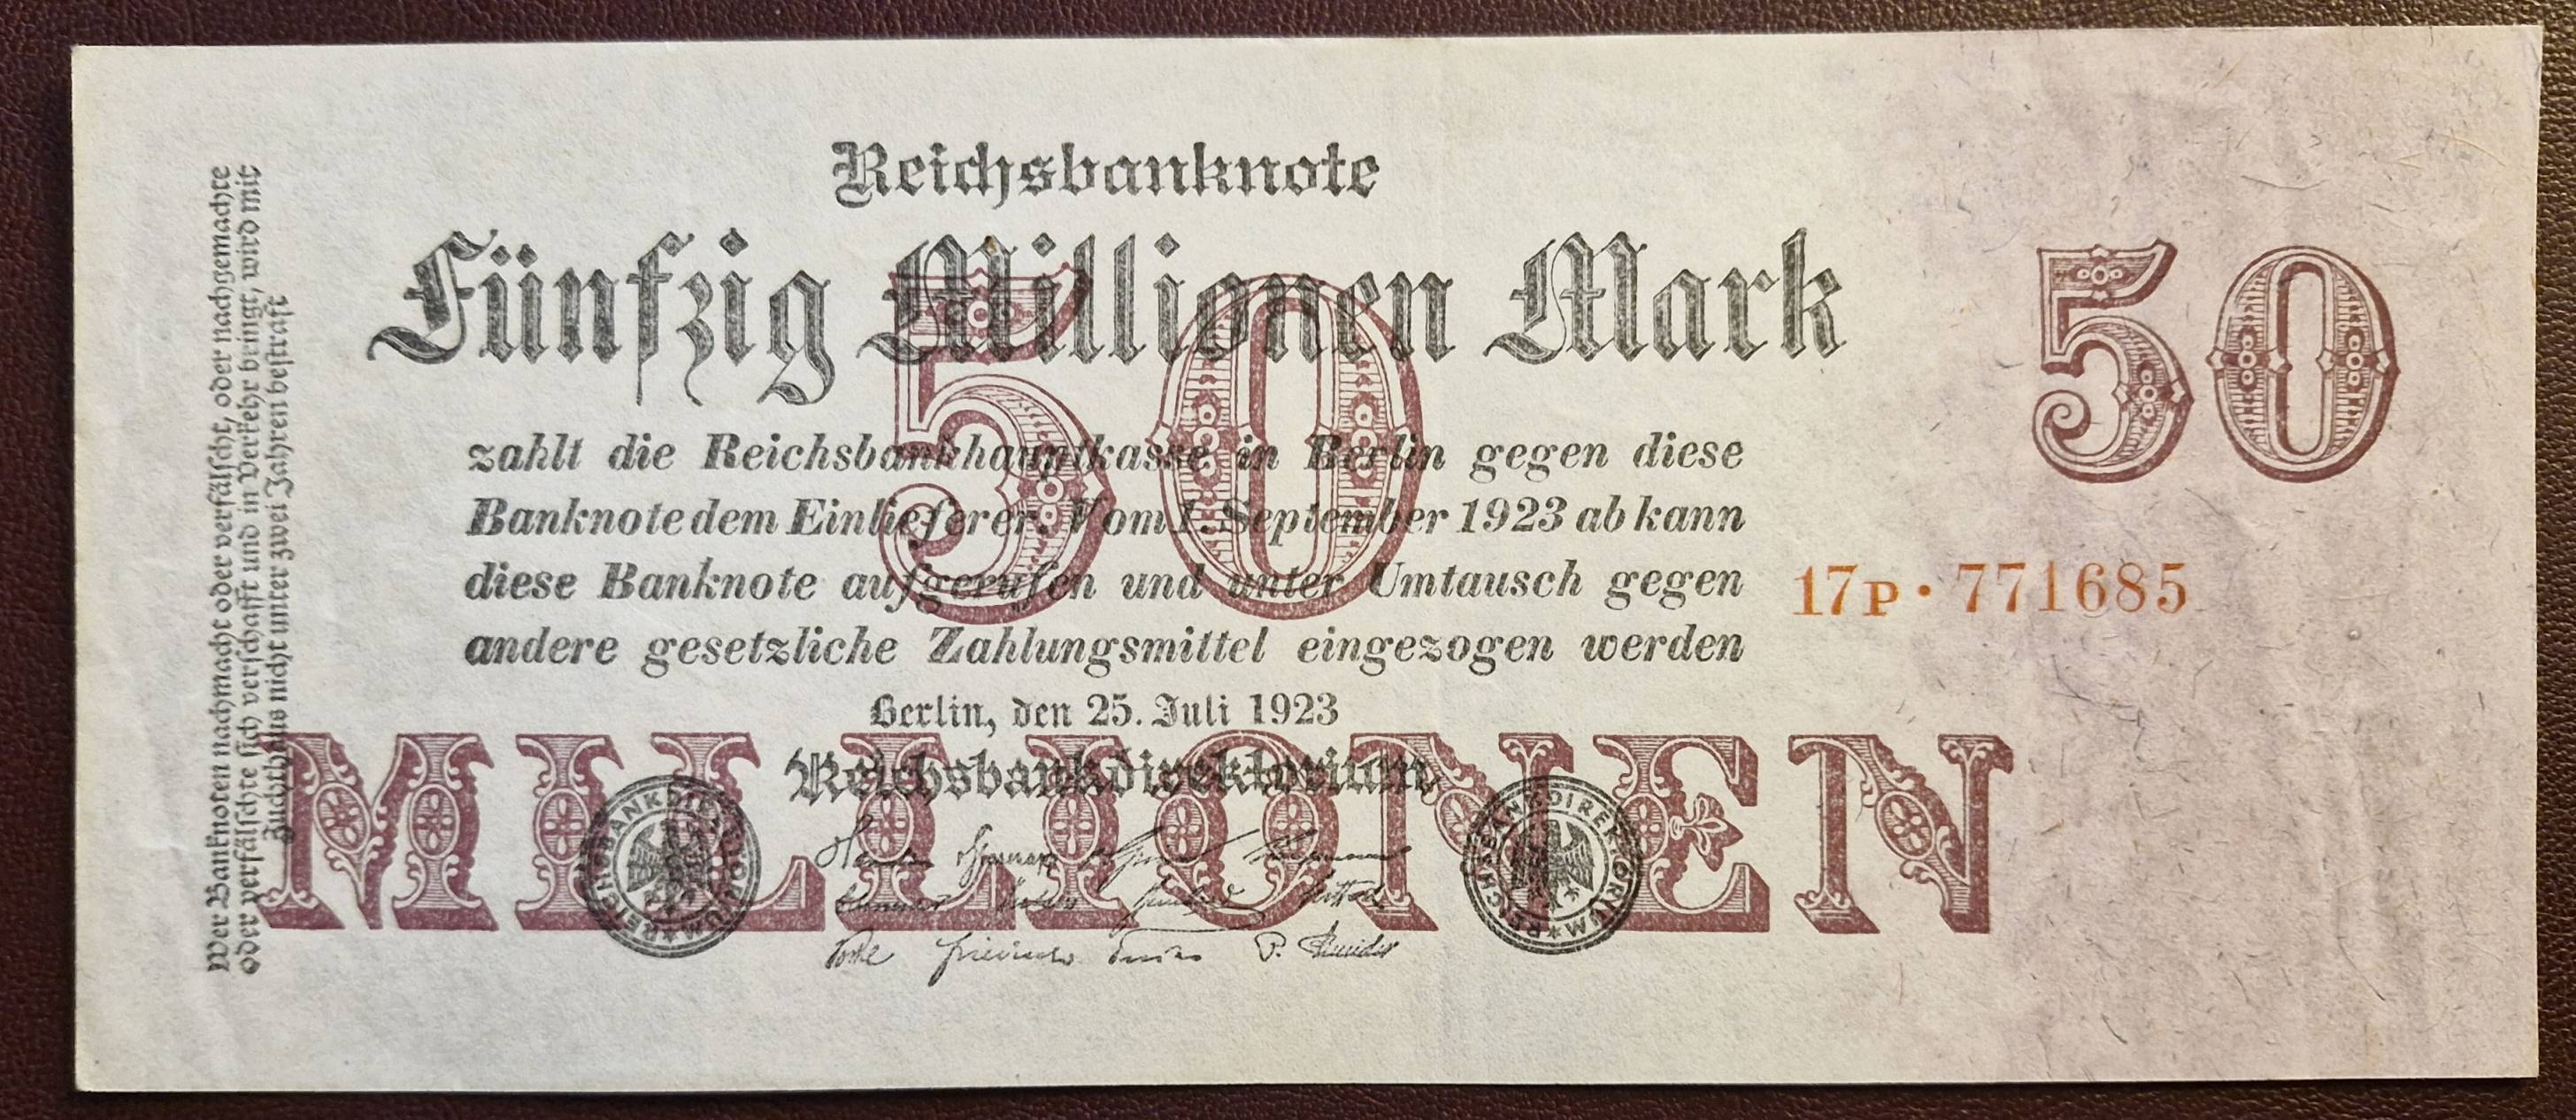 Reichsbanknote
Fünfzig Millionen Mark
50
50
zahlt die Reichsbankhauptkasse in Berlin gegen diese
Banknote dem Einlieferer. Vom 1. September 1923 ab kann
diese Banknote aufgerufen und unter Umtausch gegen
andere gesetzliche Zahlungsmittel eingezogen werden
17P · 771685
Berlin, den 25. Juli 1923
Reichsbankdirektorium
MILLIONEN
REICHSBANKDIREKTORIUM
REICHSBANKDIREKTORIUM
P. Schneider
Wer Banknoten nachmacht oder verfälscht, oder nachgemachte
oder verfälschte sich verschafft und in Verkehr bringt, wird mit
Zuchthaus nicht unter zwei Jahren bestraft